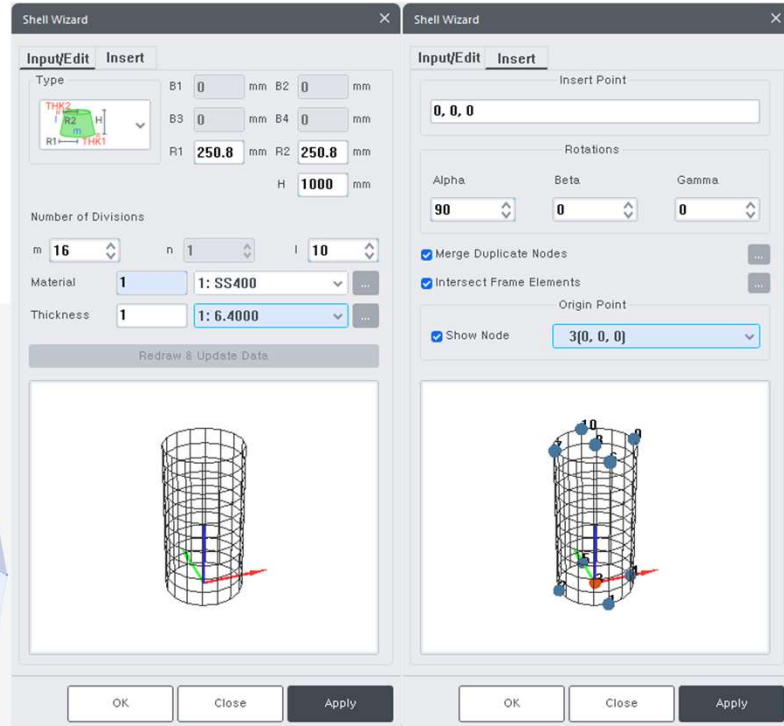 Shell Wizard
Input/Edit Insert
Type
THK2
R2 H
m
R1 THK1
B1 0 mm B2 0 mm
B3 0 mm B4 0 mm
R1 250.8 mm R2 250.8 mm
H 1000 mm
Number of Divisions
m 16 n 1 l 10
Material 1 1: SS400 ...
Thickness 1 1: 6.4000 ...
Redraw & Update Data
OK Close Apply
Shell Wizard
Input/Edit Insert
Insert Point
0, 0, 0
Rotations
Alpha Beta Gamma
90 0 0
Merge Duplicate Nodes ...
Intersect Frame Elements ...
Origin Point
Show Node 3(0, 0, 0)
10
8 9
5
3
1
OK Close Apply